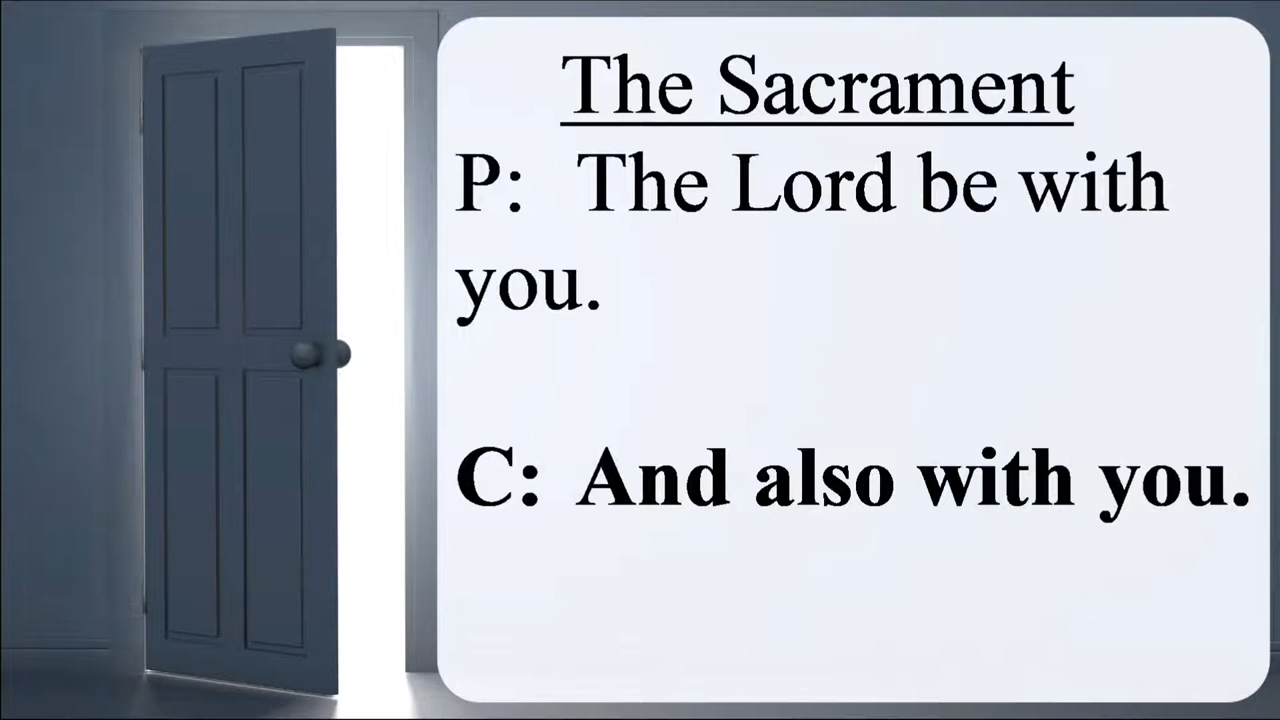 The Sacrament
P: The Lord be with
you.
C: And also with you.